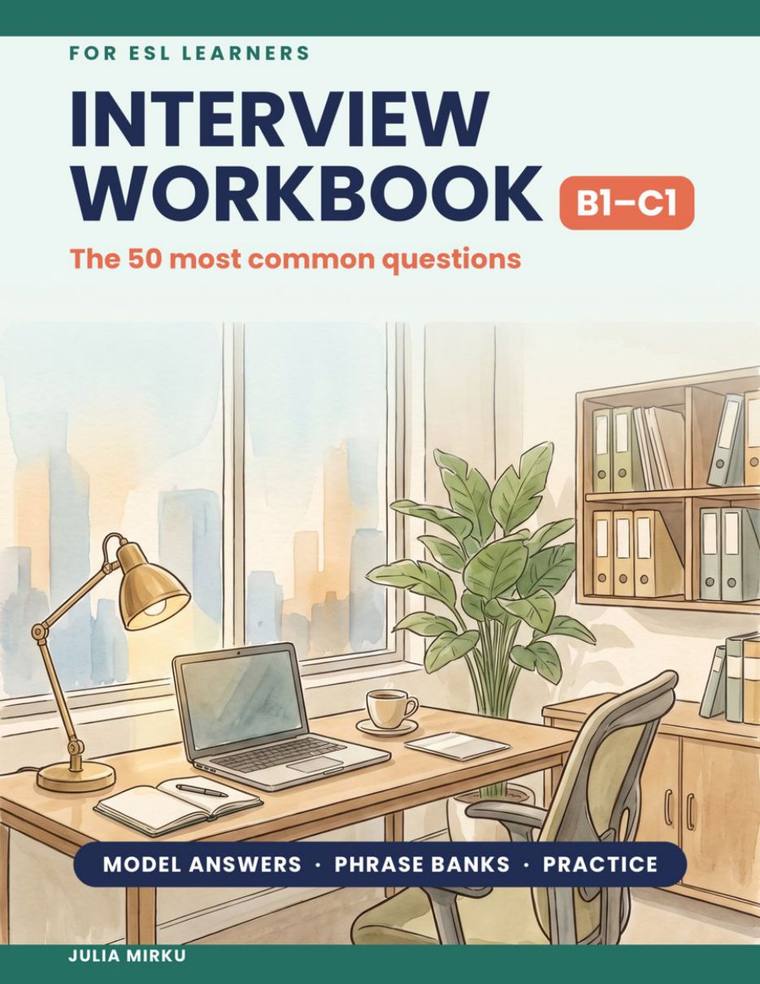 FOR ESL LEARNERS
INTERVIEW
WORKBOOK
B1–C1
The 50 most common questions
MODEL ANSWERS · PHRASE BANKS · PRACTICE
JULIA MIRKU